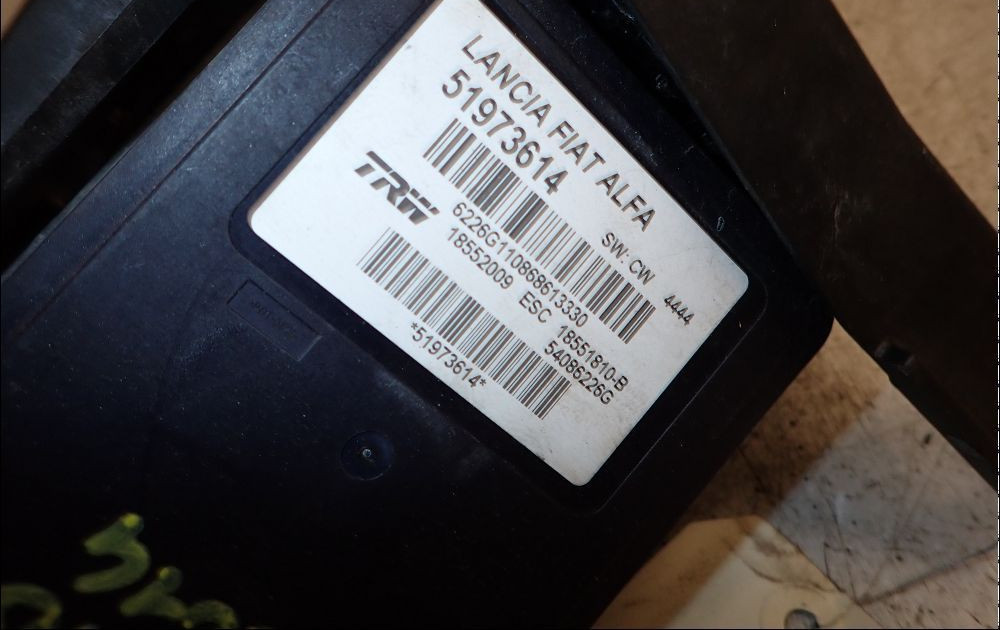 LANCIA FIAT ALFA
51973614
SW: CW 4444
TRW
6226G110868613330
18552009 ESC 18551810-B
54086226G
*51973614*